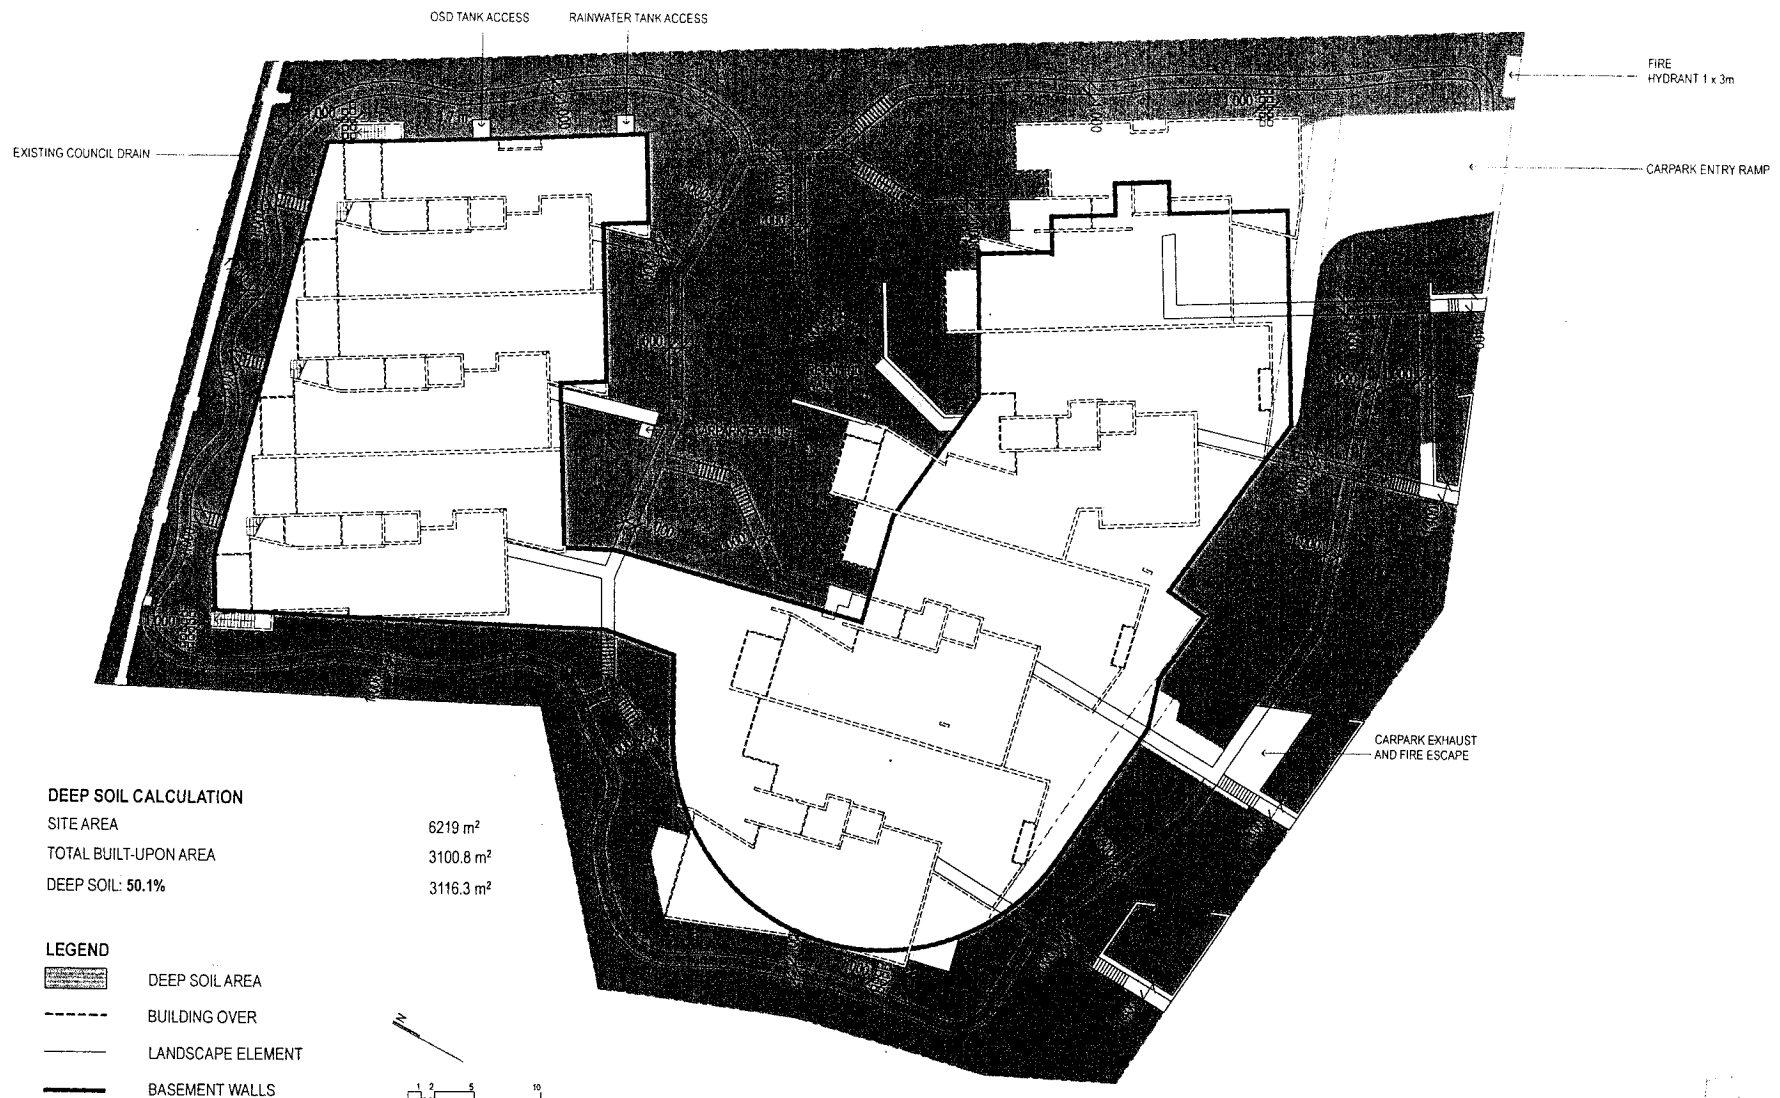 OSD TANK ACCESS
RAINWATER TANK ACCESS
FIRE
HYDRANT 1 x 3m
EXISTING COUNCIL DRAIN
CARPARK ENTRY RAMP
CARPARK EXHAUST
CARPARK EXHAUST
AND FIRE ESCAPE
DEEP SOIL CALCULATION
SITE AREA 6219 m²
TOTAL BUILT-UPON AREA 3100.8 m²
DEEP SOIL: 50.1% 3116.3 m²
LEGEND
DEEP SOIL AREA
BUILDING OVER
N
LANDSCAPE ELEMENT
1 2 5 10
BASEMENT WALLS